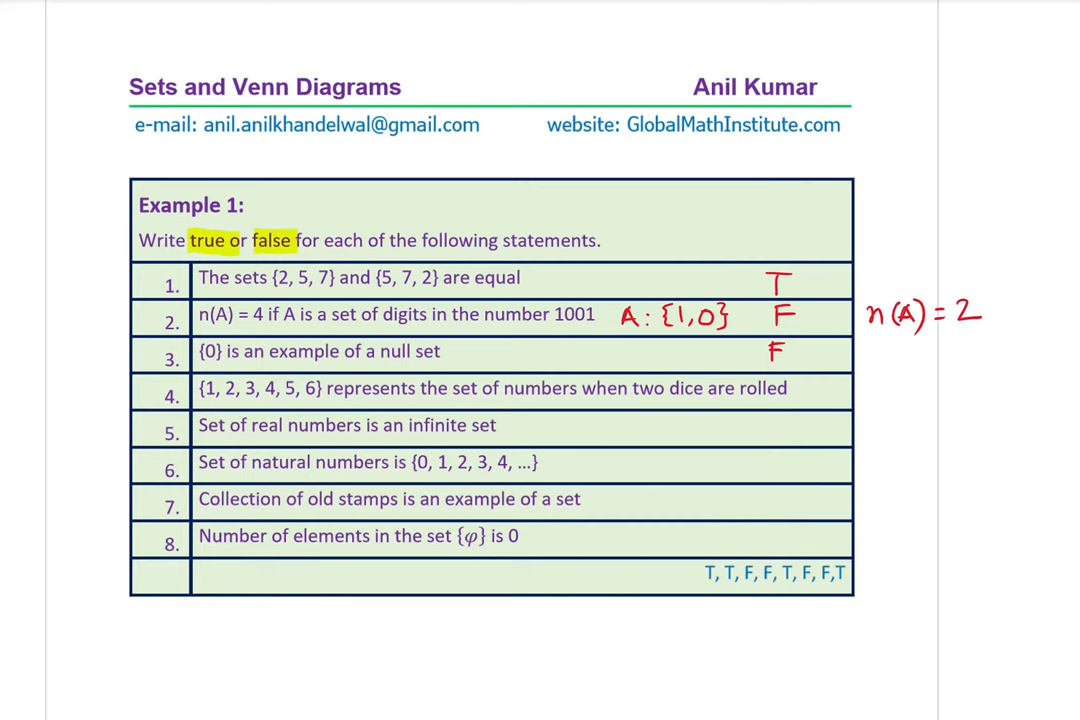 Sets and Venn Diagrams Anil Kumar
e-mail: anil.anilkhandelwal@gmail.com website: GlobalMathInstitute.com
Example 1:
Write true or false for each of the following statements.
1. The sets {2, 5, 7} and {5, 7, 2} are equal T
2. n(A) = 4 if A is a set of digits in the number 1001 A: {1,0} F n(A) = 2
3. {0} is an example of a null set F
4. {1, 2, 3, 4, 5, 6} represents the set of numbers when two dice are rolled
5. Set of real numbers is an infinite set
6. Set of natural numbers is {0, 1, 2, 3, 4, ...}
7. Collection of old stamps is an example of a set
8. Number of elements in the set {φ} is 0
T, T, F, F, T, F, F,T